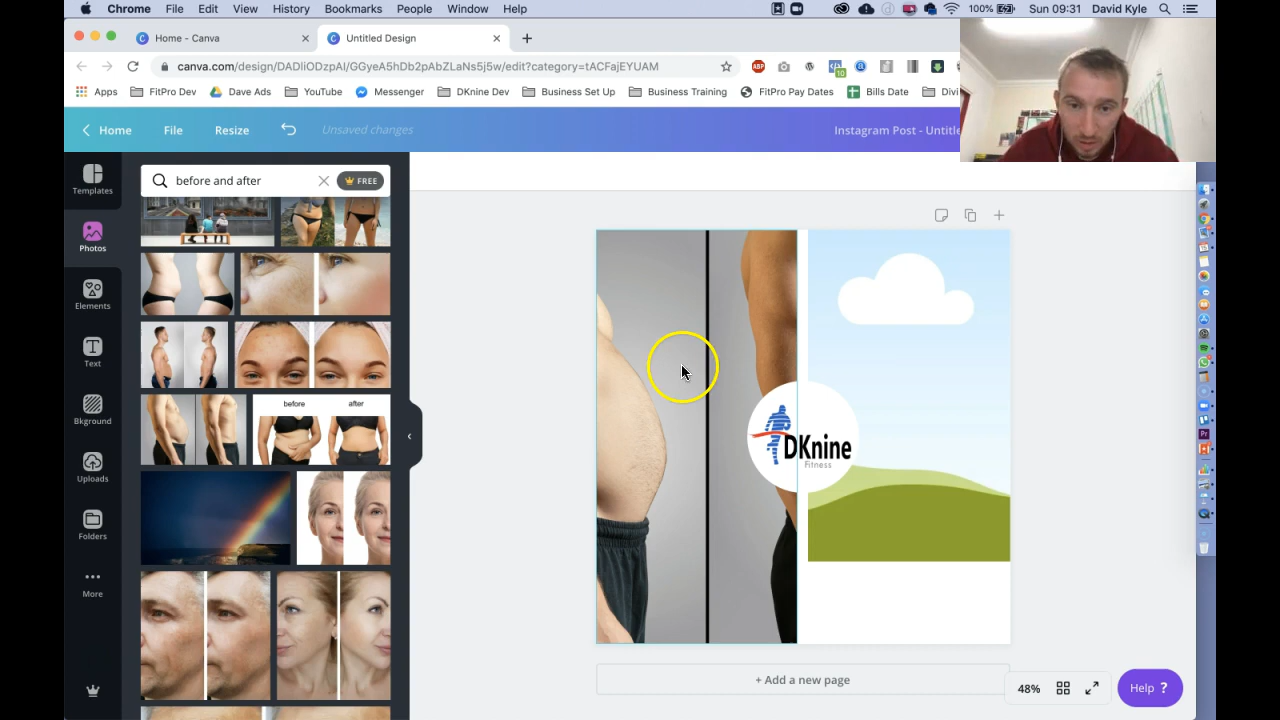 Chrome File Edit View History Bookmarks People Window Help 100% Sun 09:31 David Kyle
Home - Canva
Untitled Design
canva.com/design/DADliODzpAI/GGyeA5hDb2pAbZLaNs5j5w/edit?category=tACFajEYUAM
ABP
10
Apps FitPro Dev Dave Ads YouTube Messenger DKnine Dev Business Set Up Business Training FitPro Pay Dates Bills Date Divi
Home File Resize Unsaved changes Instagram Post - Untitle
Templates
before and after
FREE
Photos
Elements
Text
Bkground
Uploads
Folders
More
before after
DKnine
Fitness
+ Add a new page
48%
Help ?